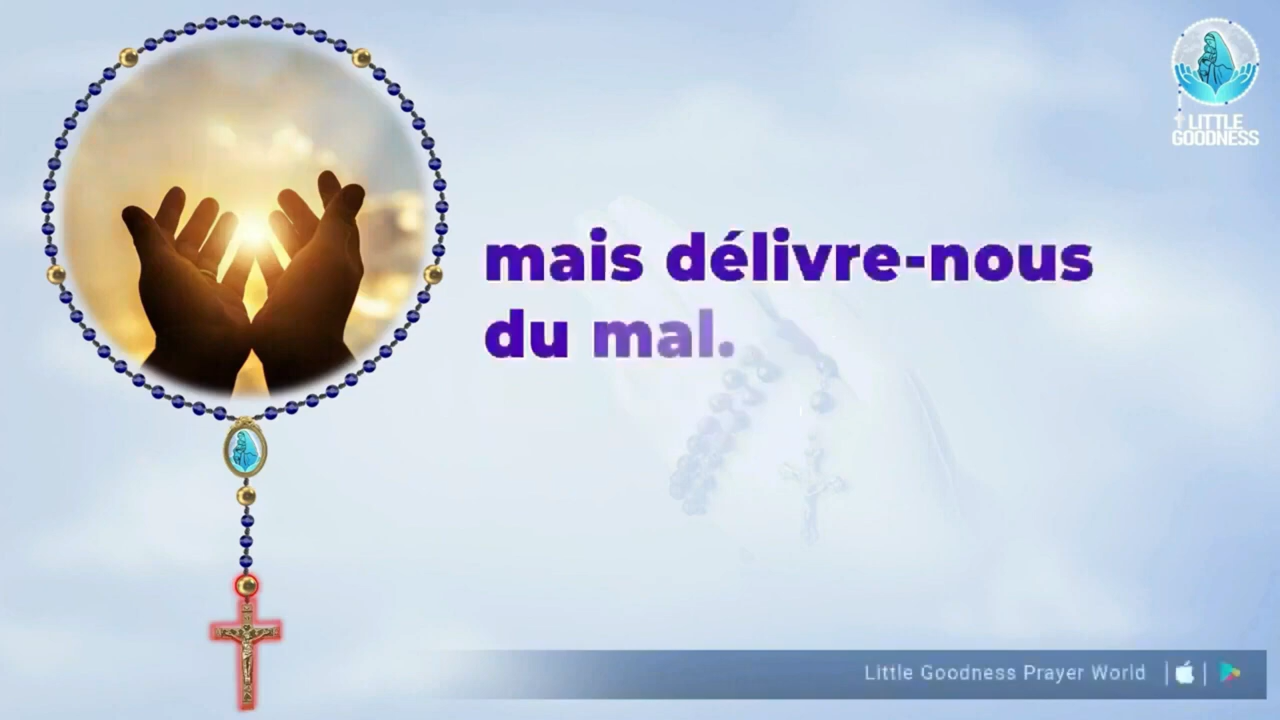 LITTLE
GOODNESS
mais délivre-nous
du mal.
Little Goodness Prayer World